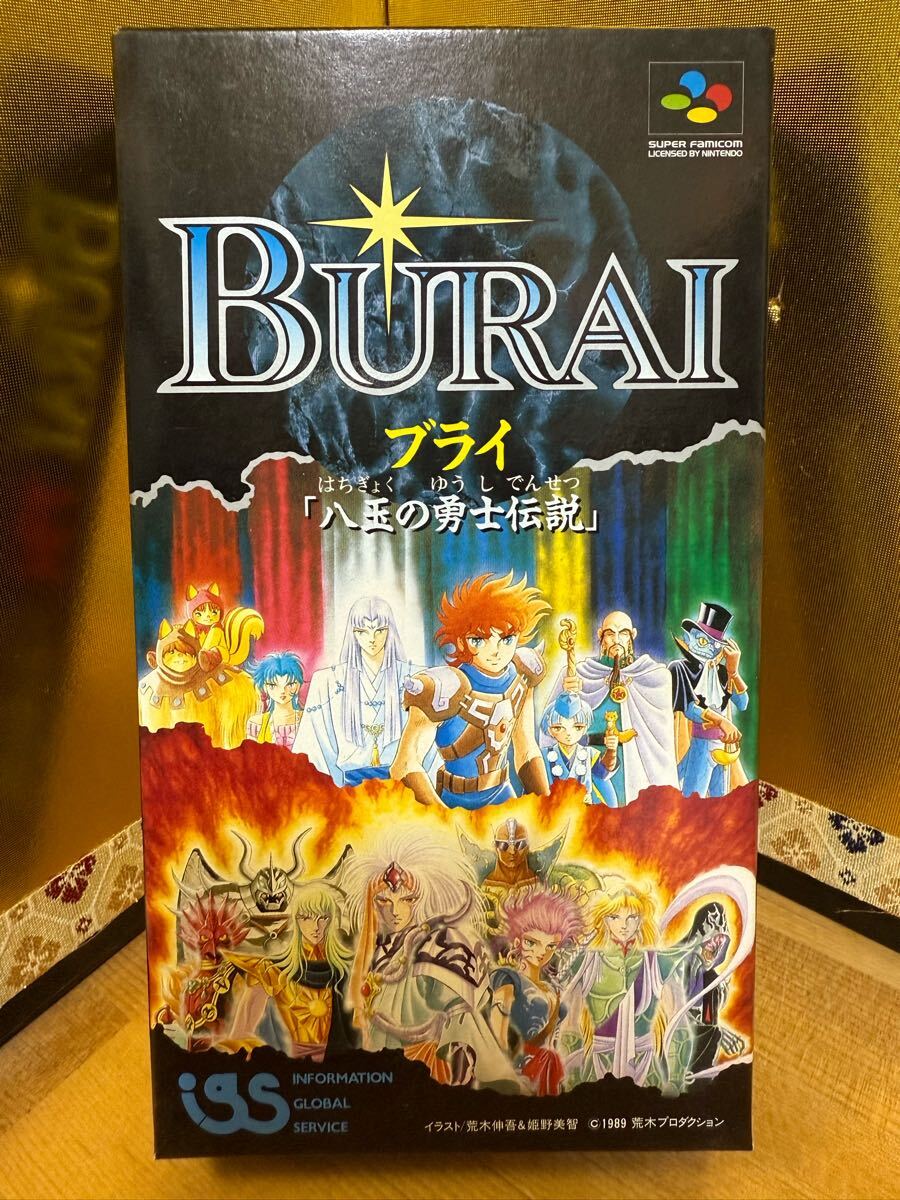 SUPER FAMICOM
LICENSED BY NINTENDO
BURAI
ブライ
はちぎょく ゆうし でんせつ
「八玉の勇士伝説」
igs
INFORMATION
GLOBAL
SERVICE
イラスト/荒木伸吾&姫野美智 ©1989 荒木プロダクション